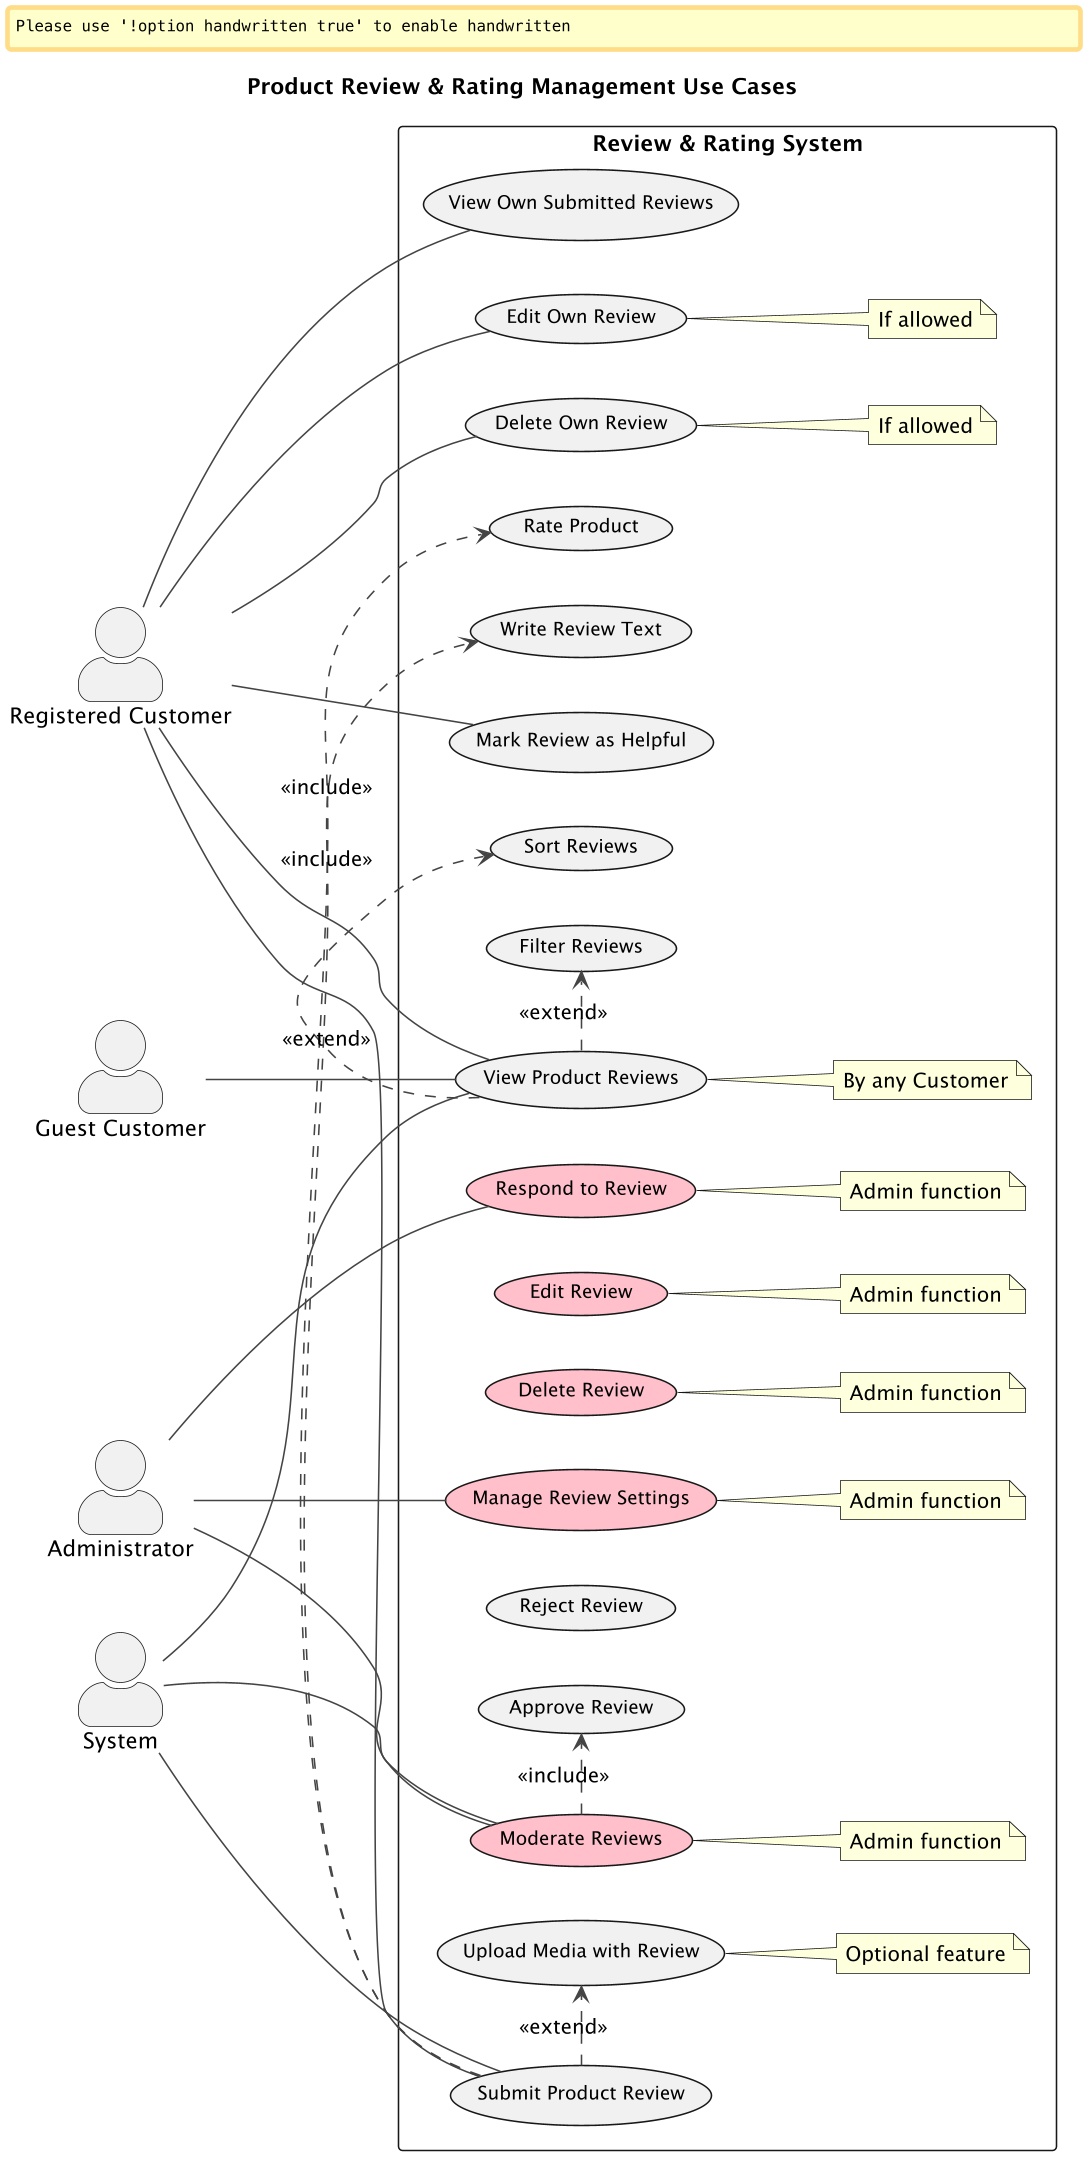 Please use '!option handwritten true' to enable handwritten
Product Review & Rating Management Use Cases
Review & Rating System
View Own Submitted Reviews
Edit Own Review
If allowed
Delete Own Review
If allowed
Rate Product
Write Review Text
Registered Customer
Mark Review as Helpful
«include»
«include»
Sort Reviews
Filter Reviews
«extend»
«extend»
View Product Reviews
By any Customer
Guest Customer
Respond to Review
Admin function
Edit Review
Admin function
Delete Review
Admin function
Manage Review Settings
Admin function
Administrator
Reject Review
Approve Review
System
«include»
Moderate Reviews
Admin function
Upload Media with Review
Optional feature
«extend»
Submit Product Review